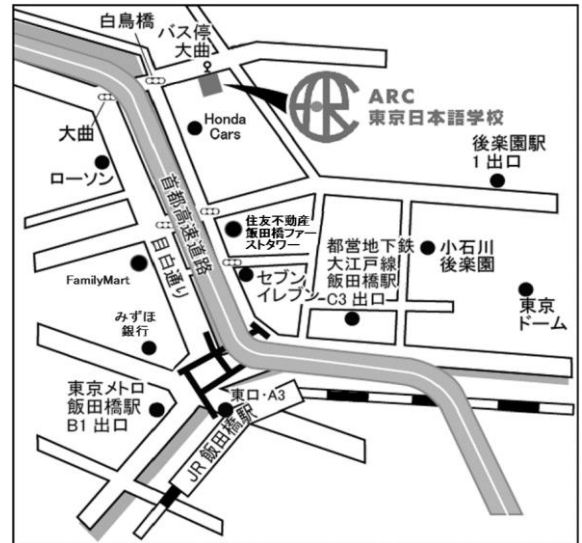 白鳥橋
バス停
大曲
ARC
東京日本語学校
大曲
Honda
Cars
ローソン
後楽園駅
1 出口
首都高速道路
目白通り
住友不動産
飯田橋ファー
ストタワー
都営地下鉄
大江戸線
飯田橋駅
C3 出口
小石川
後楽園
FamilyMart
セブン
イレブン
東京
ドーム
みずほ
銀行
東京メトロ
飯田橋駅
B1 出口
東口・A3
JR 飯田橋駅